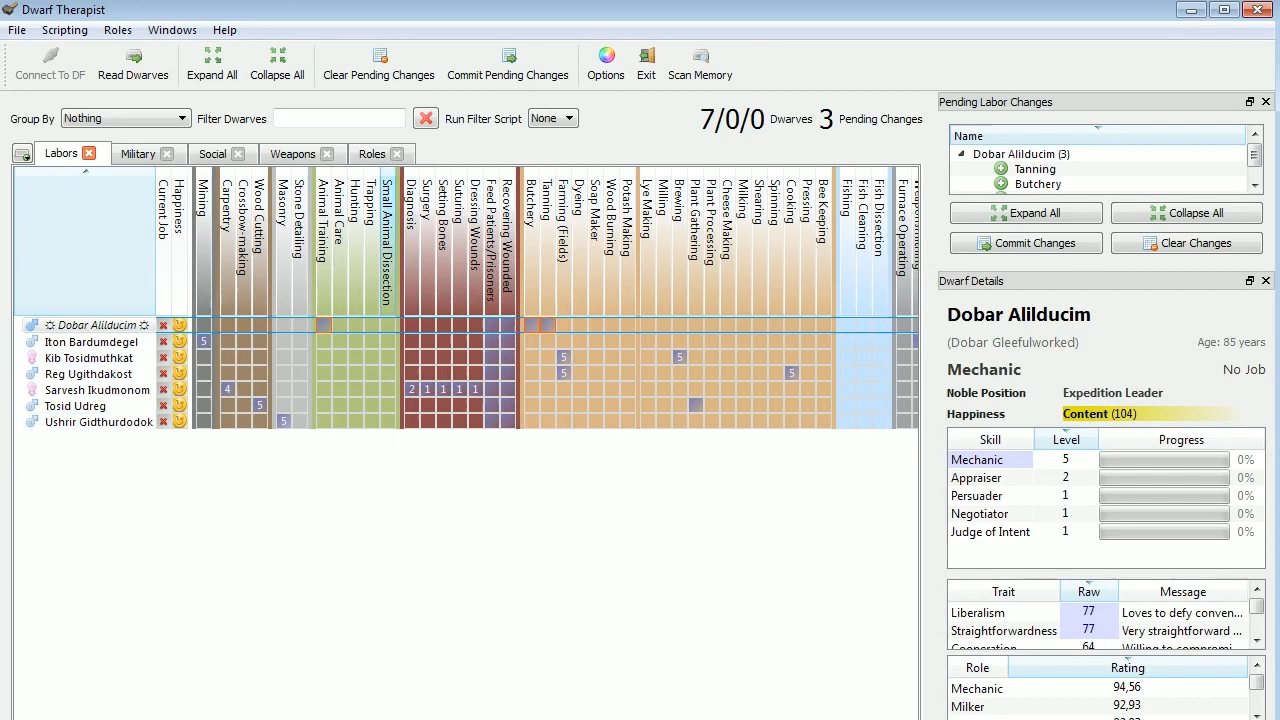 Dwarf Therapist
File Scripting Roles Windows Help
Connect To DF Read Dwarves Expand All Collapse All Clear Pending Changes Commit Pending Changes Options Exit Scan Memory
Group By Nothing Filter Dwarves Run Filter Script None 7/0/0 Dwarves 3 Pending Changes
Labors Military Social Weapons Roles
Current Job
Happiness
Mining
Carpentry
Crossbow-making
Wood Cutting
Masonry
Stone Detailing
Animal Training
Animal Care
Hunting
Trapping
Small Animal Dissection
Diagnosis
Surgery
Setting Bones
Suturing
Dressing Wounds
Feed Patients/Prisoners
Recovering Wounded
Butchery
Tanning
Farming (Fields)
Dyeing
Soap Maker
Wood Burning
Potash Making
Lye Making
Milling
Brewing
Plant Gathering
Plant Processing
Cheese Making
Milking
Shearing
Spinning
Cooking
Pressing
Bee Keeping
Fishing
Fish Cleaning
Fish Dissection
Furnace Operating
Dobar Alilducim
Iton Bardumdegel 5
Kib Tosidmuthkat 5 5
Reg Ugithdakost 5 5
Sarvesh Ikudmonom 4 2 1 1 1 1
Tosid Udreg 5
Ushrir Gidthurdodok 5
Pending Labor Changes
Name
Dobar Alilducim (3)
Tanning
Butchery
Expand All Collapse All
Commit Changes Clear Changes
Dwarf Details
Dobar Alilducim
(Dobar Gleefulworked) Age: 85 years
Mechanic No Job
Noble Position Expedition Leader
Happiness Content (104)
Skill Level Progress
Mechanic 5 0%
Appraiser 2 0%
Persuader 1 0%
Negotiator 1 0%
Judge of Intent 1 0%
Trait Raw Message
Liberalism 77 Loves to defy conven...
Straightforwardness 77 Very straightforward ...
Cooperation 64 Willing to compromi...
Role Rating
Mechanic 94,56
Milker 92,93